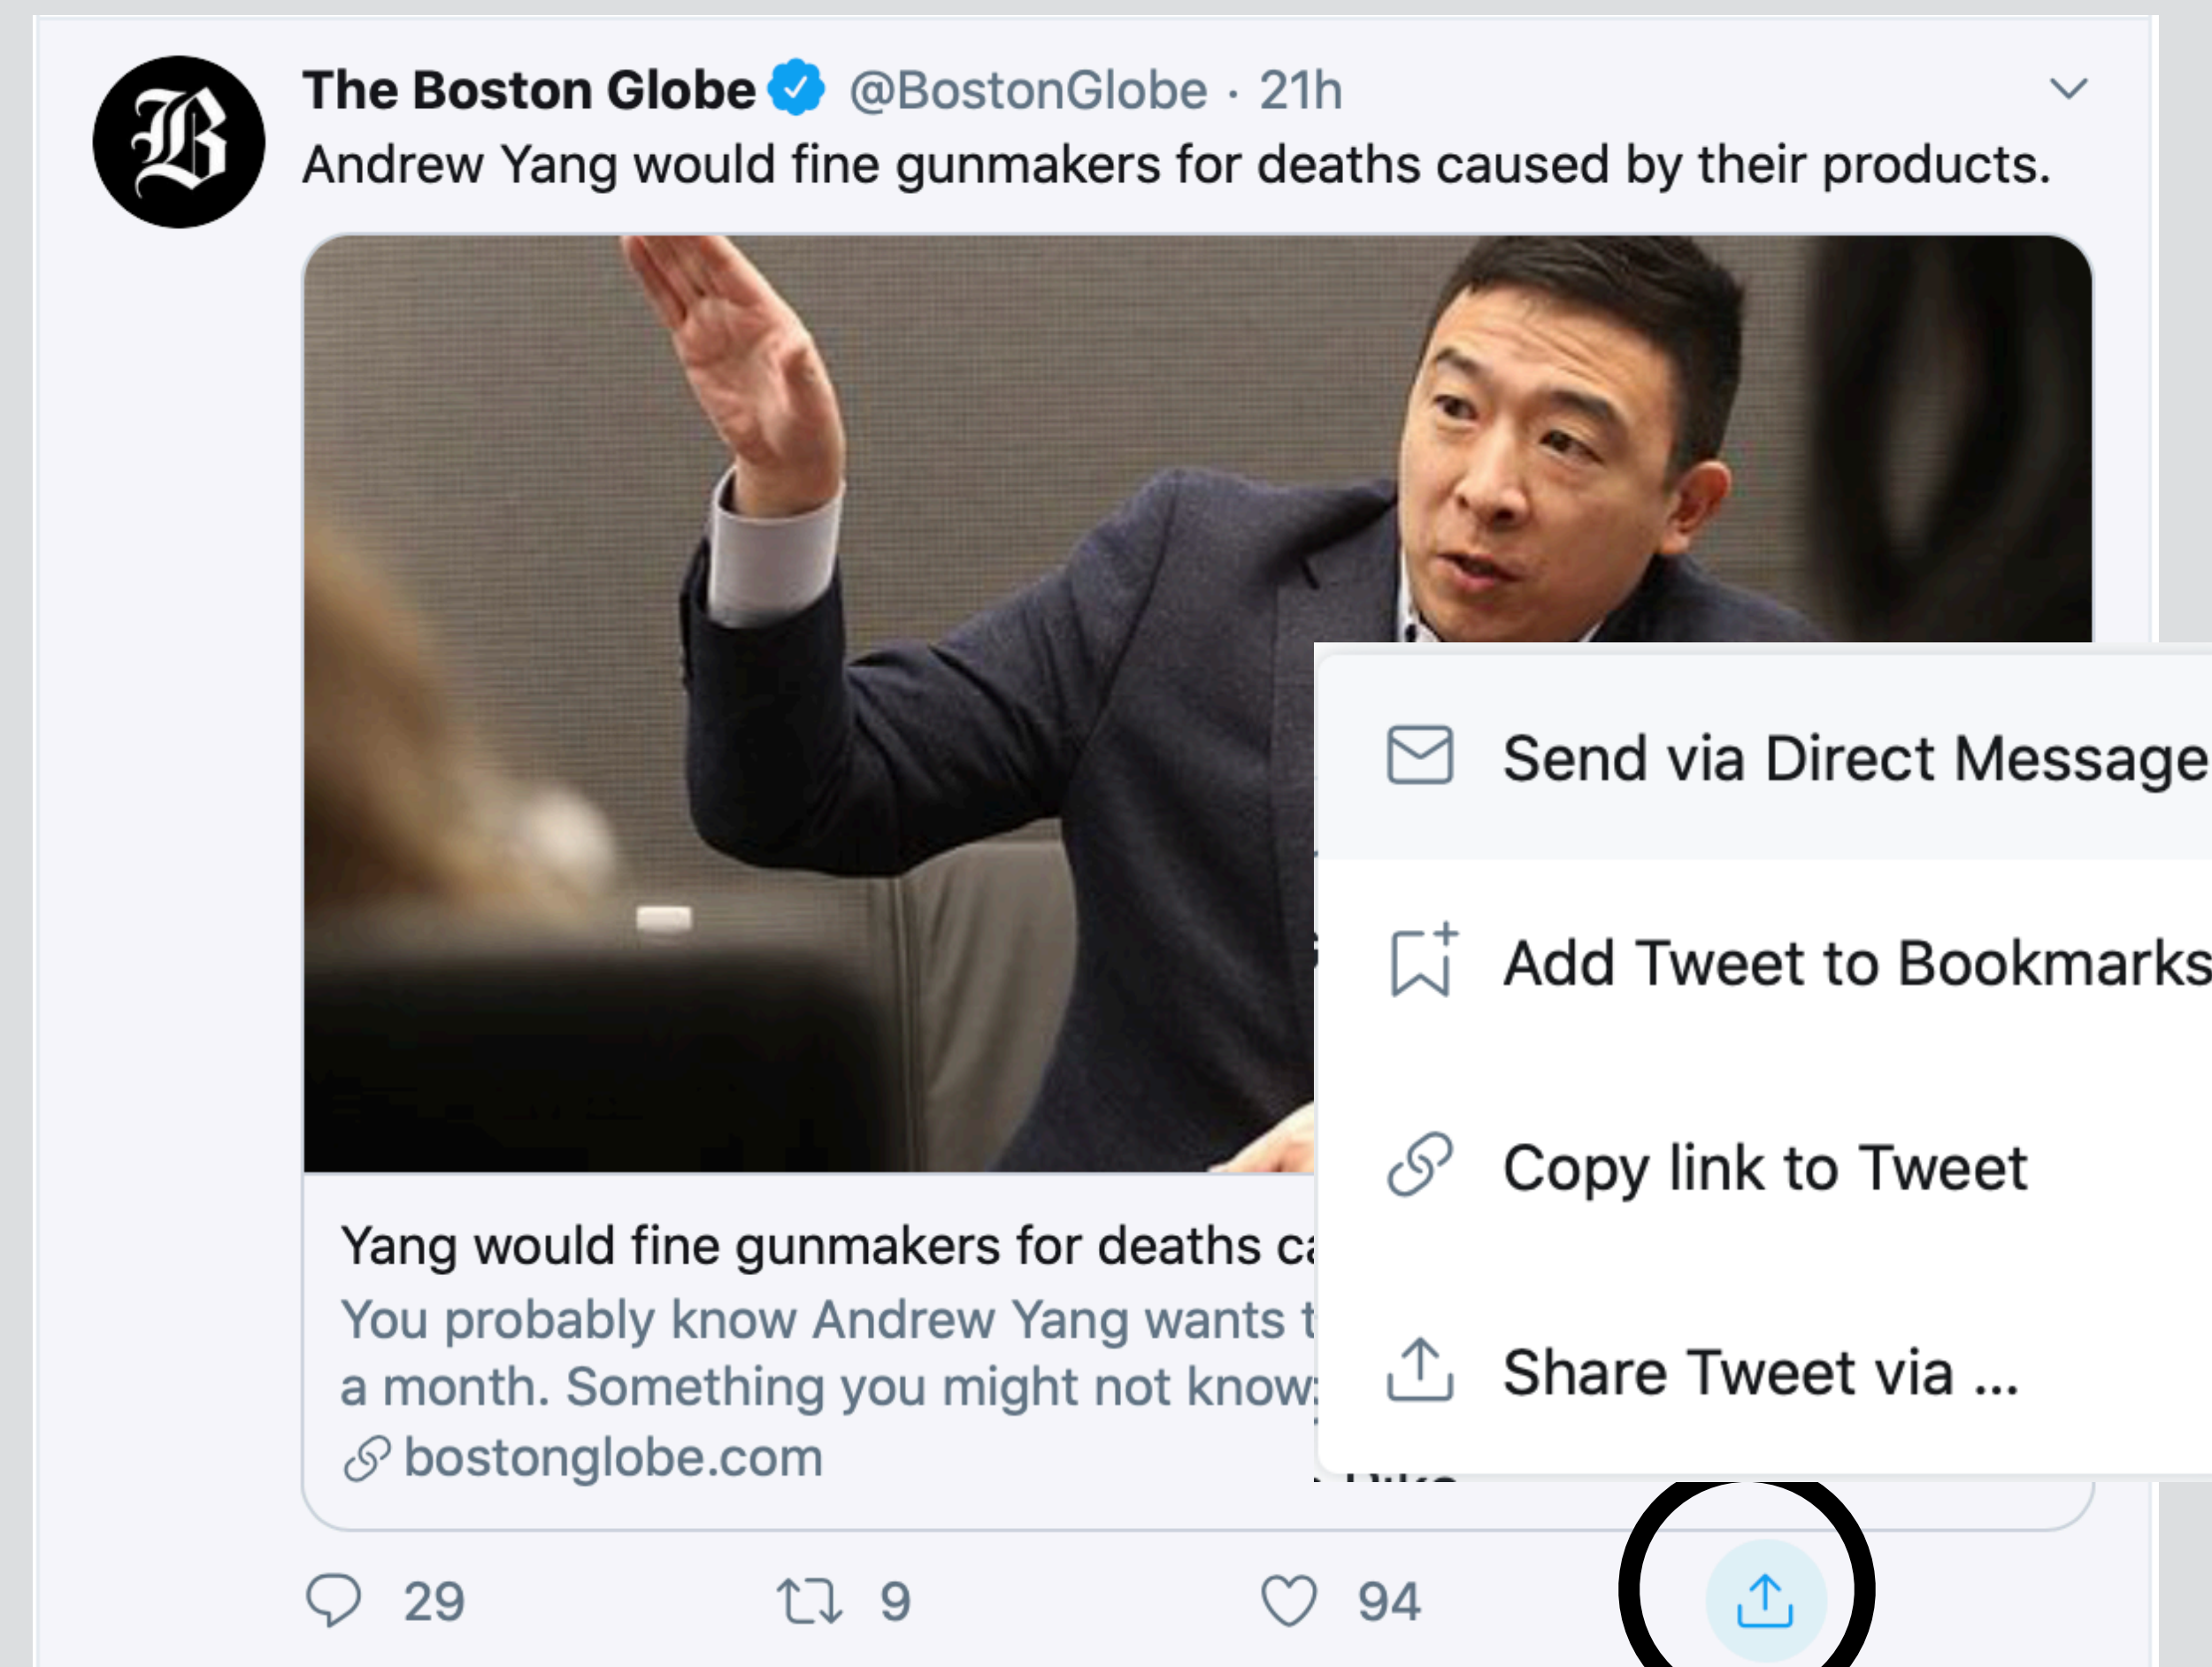 The Boston Globe @BostonGlobe · 21h
Andrew Yang would fine gunmakers for deaths caused by their products.
Send via Direct Message
Add Tweet to Bookmarks
Copy link to Tweet
Share Tweet via ...
Yang would fine gunmakers for deaths
You probably know Andrew Yang wants
a month. Something you might not know:
bostonglobe.com
29 9 94